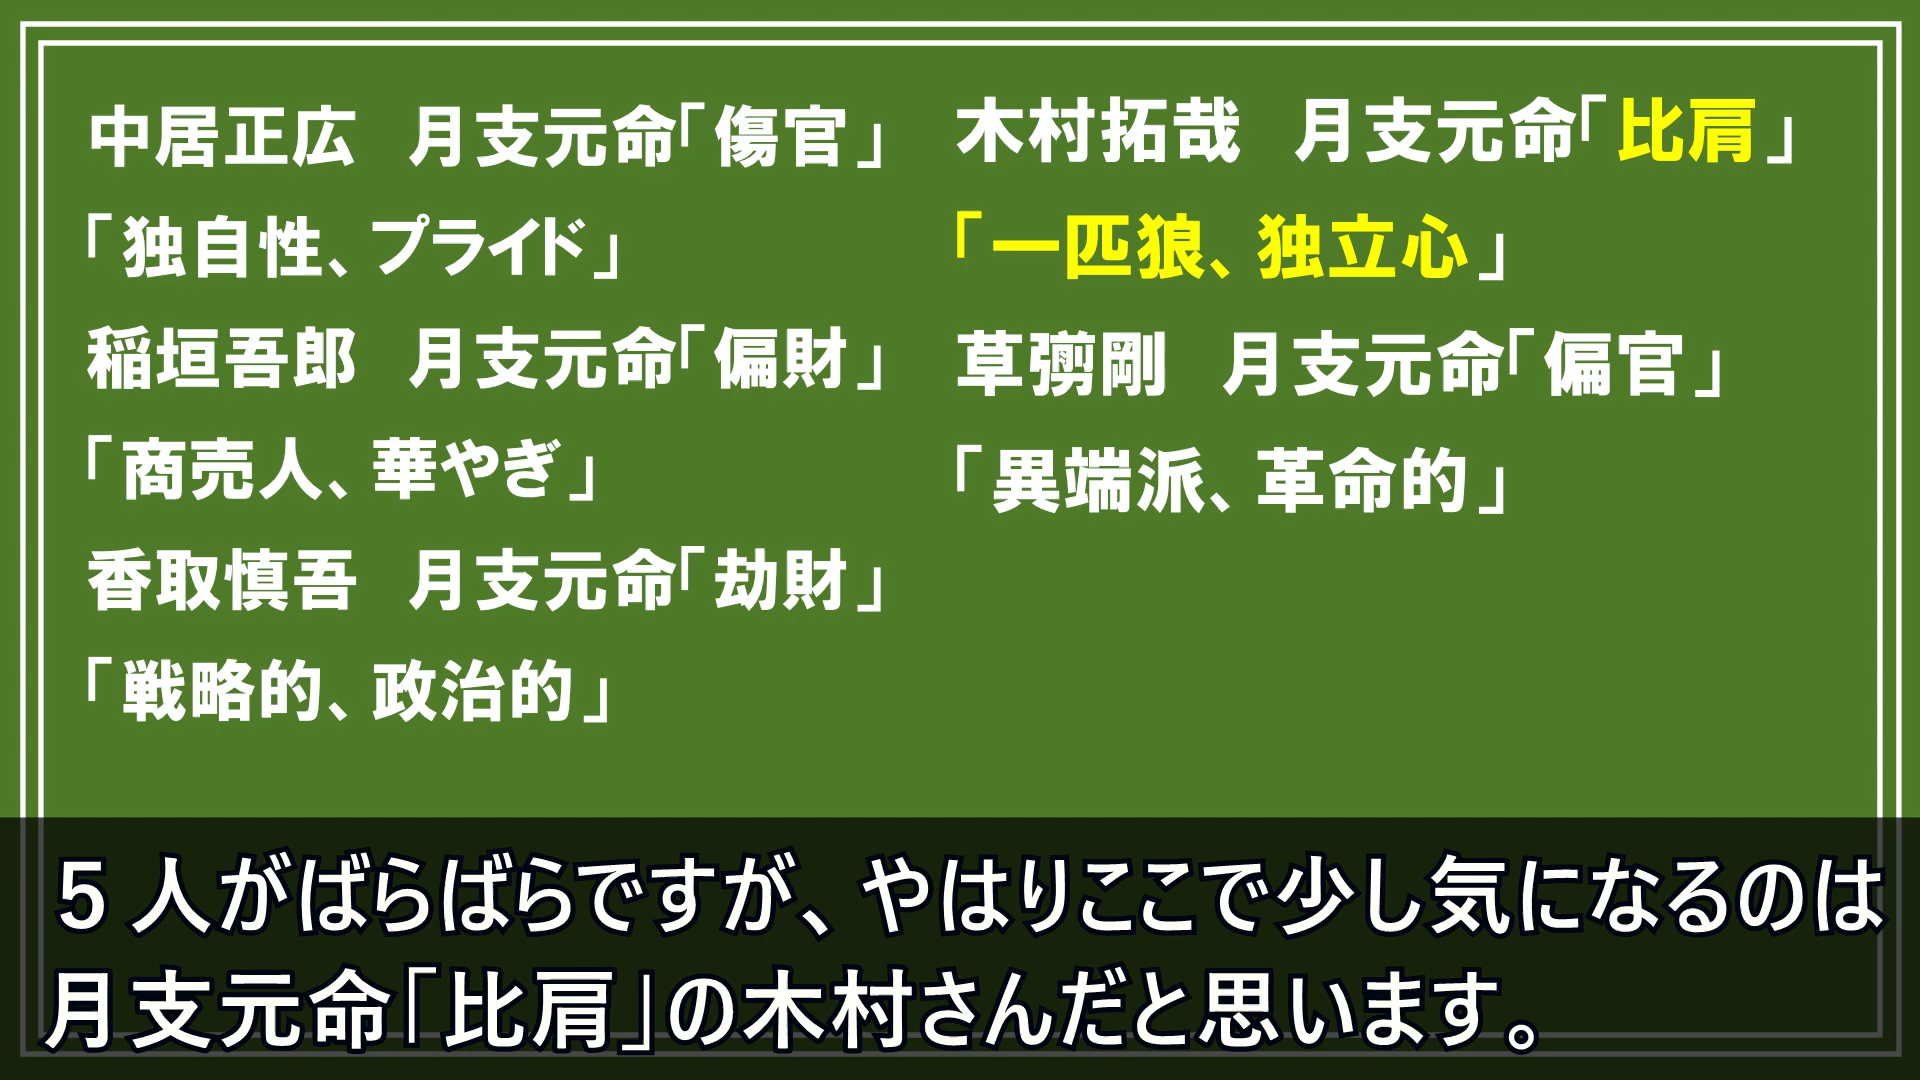 中居正広　月支元命「傷官」
「独自性、プライド」
稲垣吾郎　月支元命「偏財」
「商売人、華やぎ」
香取慎吾　月支元命「劫財」
「戦略的、政治的」
木村拓哉　月支元命「比肩」
「一匹狼、独立心」
草彅剛　月支元命「偏官」
「異端派、革命的」
5人がばらばらですが、やはりここで少し気になるのは
月支元命「比肩」の木村さんだと思います。